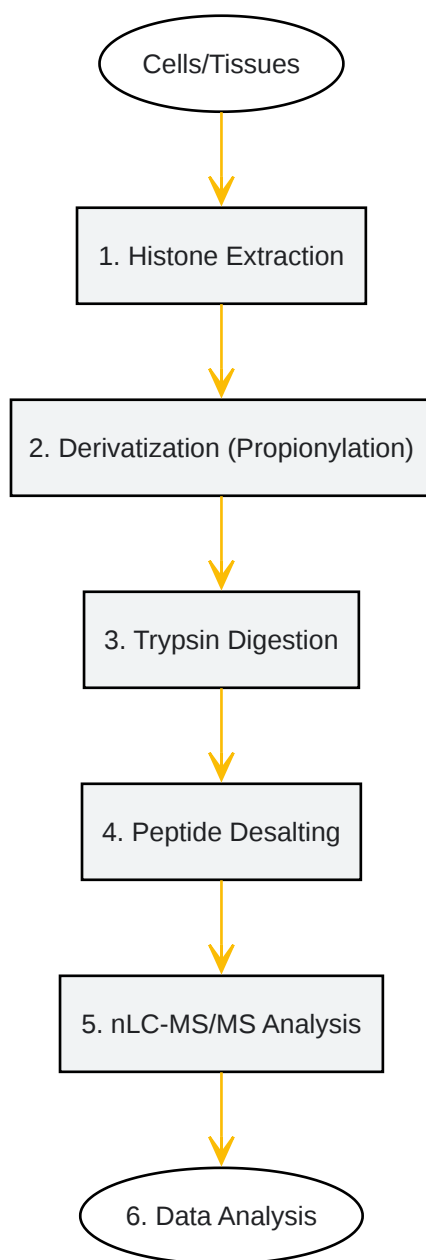 Cells/Tissues
1. Histone Extraction
2. Derivatization (Propionylation)
3. Trypsin Digestion
4. Peptide Desalting
5. nLC-MS/MS Analysis
6. Data Analysis